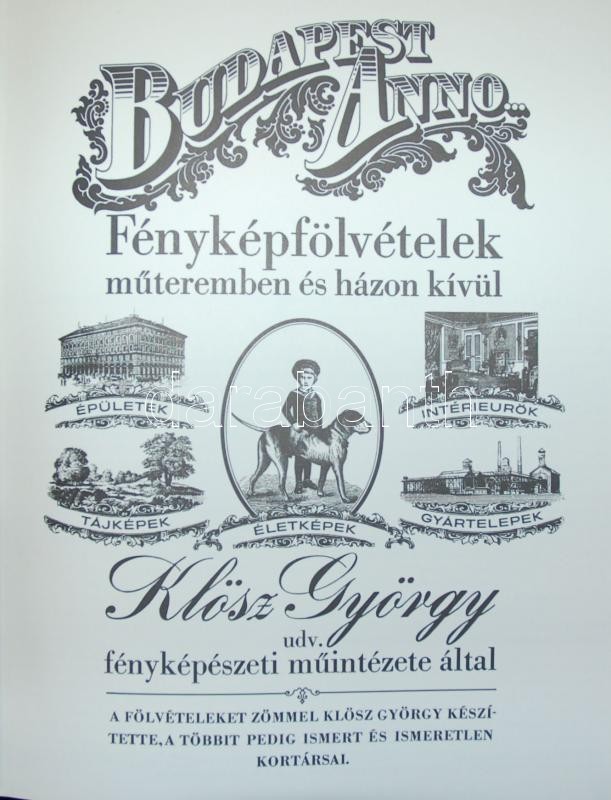 BUDAPEST
ANNO...
Fényképfölvételek
műteremben és házon kívül
ÉPÜLETEK
INTÉRIEURÖK
TÁJKÉPEK
ÉLETKÉPEK
GYÁRTELEPEK
darabanth
Klösz György
udv.
fényképészeti műintézete által
A FÖLVÉTELEKET ZÖMMEL KLÖSZ GYÖRGY KÉSZÍ-
TETTE, A TÖBBIT PEDIG ISMERT ÉS ISMERETLEN
KORTÁRSAI.